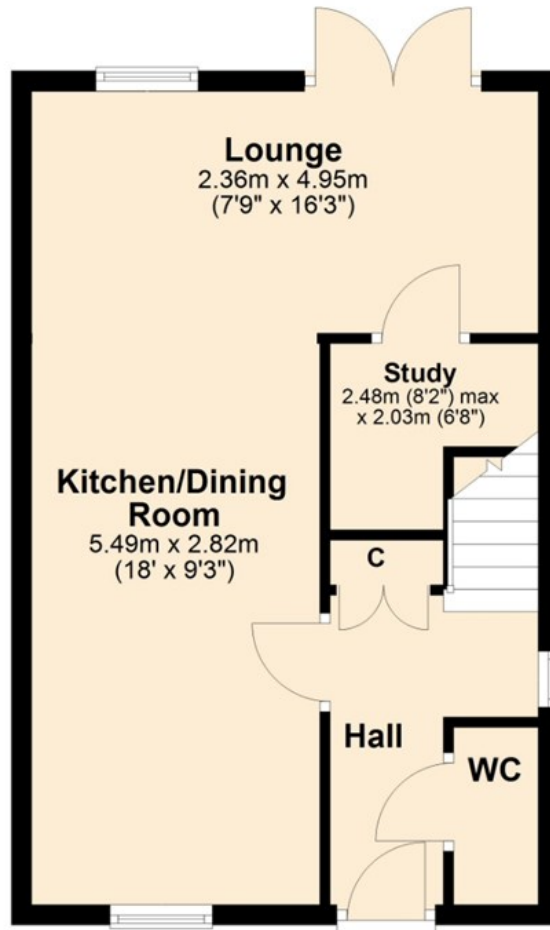 Lounge
2.36m x 4.95m
(7'9" x 16'3")
Study
2.48m (8'2") max
x 2.03m (6'8")
Kitchen/Dining
Room
5.49m x 2.82m
(18' x 9'3")
C
Hall
WC